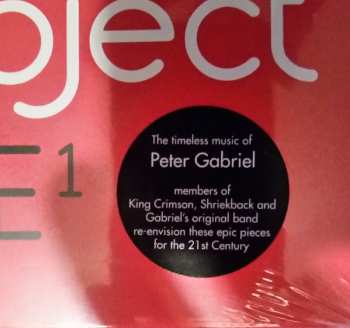 oject
E1
The timeless music of
Peter Gabriel
members of
King Crimson, Shriekback and
Gabriel's original band
re-envision these epic pieces
for the 21st Century